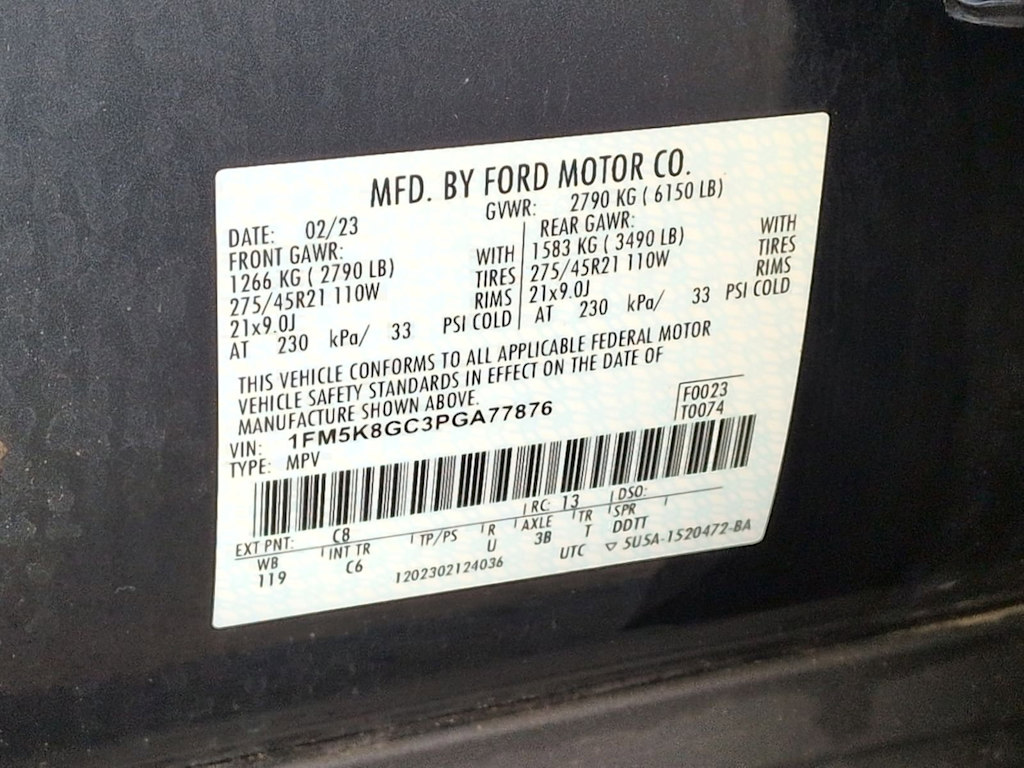 MFD. BY FORD MOTOR CO.
DATE: 02/23 GVWR: 2790 KG ( 6150 LB)
FRONT GAWR: REAR GAWR:
1266 KG ( 2790 LB) WITH 1583 KG ( 3490 LB) WITH
275/45R21 110W TIRES 275/45R21 110W TIRES
21x9.0J RIMS 21x9.0J RIMS
AT 230 kPa/ 33 PSI COLD AT 230 kPa/ 33 PSI COLD
THIS VEHICLE CONFORMS TO ALL APPLICABLE FEDERAL MOTOR
VEHICLE SAFETY STANDARDS IN EFFECT ON THE DATE OF
MANUFACTURE SHOWN ABOVE.
VIN: 1FM5K8GC3PGA77876 F0023
TYPE: MPV T0074
EXT PNT: C8 RC: 13 DSO:
WB INT TR TP/PS R AXLE TR SPR
119 C6 U 3B T DDTT
1202302124036 UTC ▽ 5U5A-1520472-BA